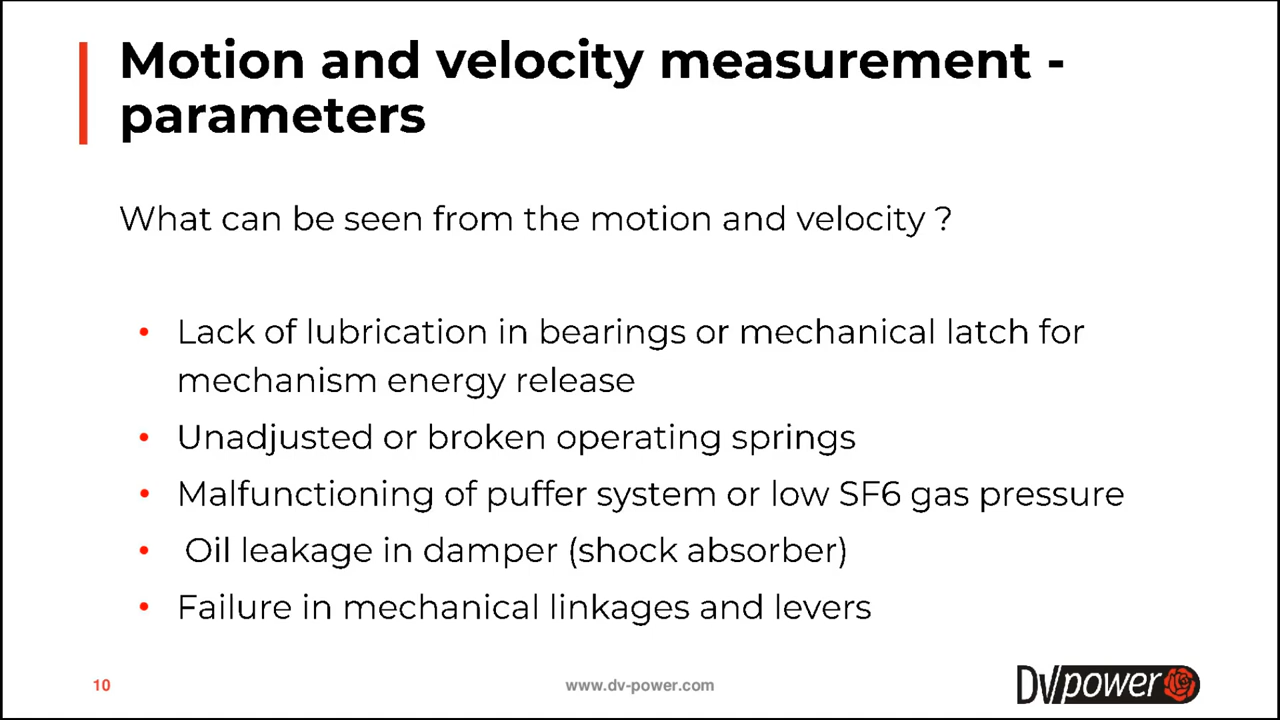 Motion and velocity measurement -
parameters
What can be seen from the motion and velocity ?
• Lack of lubrication in bearings or mechanical latch for
mechanism energy release
• Unadjusted or broken operating springs
• Malfunctioning of puffer system or low SF6 gas pressure
• Oil leakage in damper (shock absorber)
• Failure in mechanical linkages and levers
10
www.dv-power.com
DV power